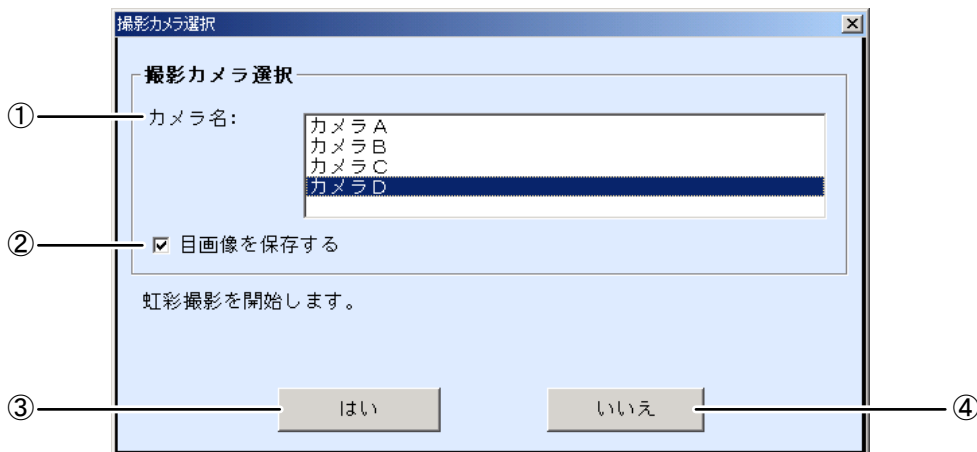 撮影カメラ選択
撮影カメラ選択
① カメラ名:
カメラA
カメラB
カメラC
カメラD
② 目画像を保存する
虹彩撮影を開始します。
③ はい いいえ ④